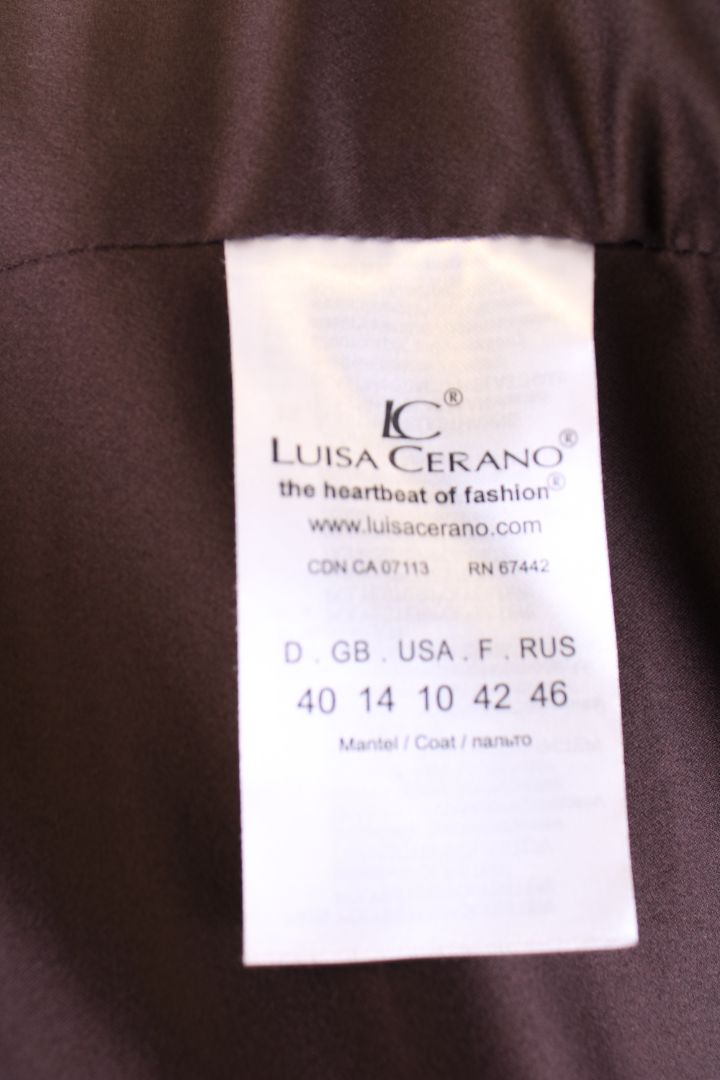 LC®
LUISA CERANO®
the heartbeat of fashion®
www.luisacerano.com
CDN CA 07113 RN 67442
D . GB . USA . F . RUS
40 14 10 42 46
Mantel / Coat / пальто